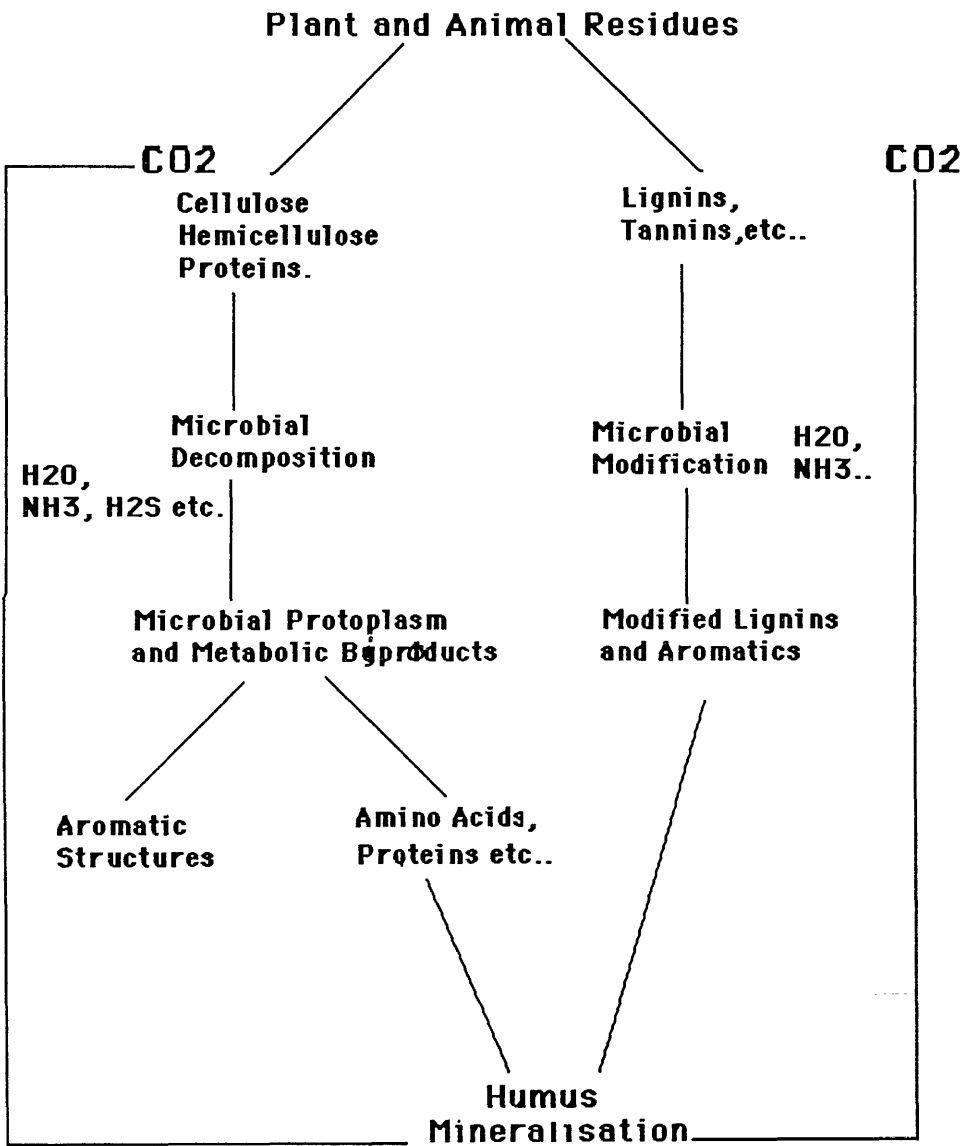 Plant and Animal Residues
CO2
CO2
Cellulose
Hemicellulose
Proteins.
Lignins,
Tannins,etc..
Microbial
Decomposition
Microbial
Modification
H2O,
NH3..
H2O,
NH3, H2S etc.
Microbial Protoplasm
and Metabolic
Modified Lignins
and Aromatics
Aromatic
Structures
Amino Acids,
Proteins etc..
Humus
Mineralisation